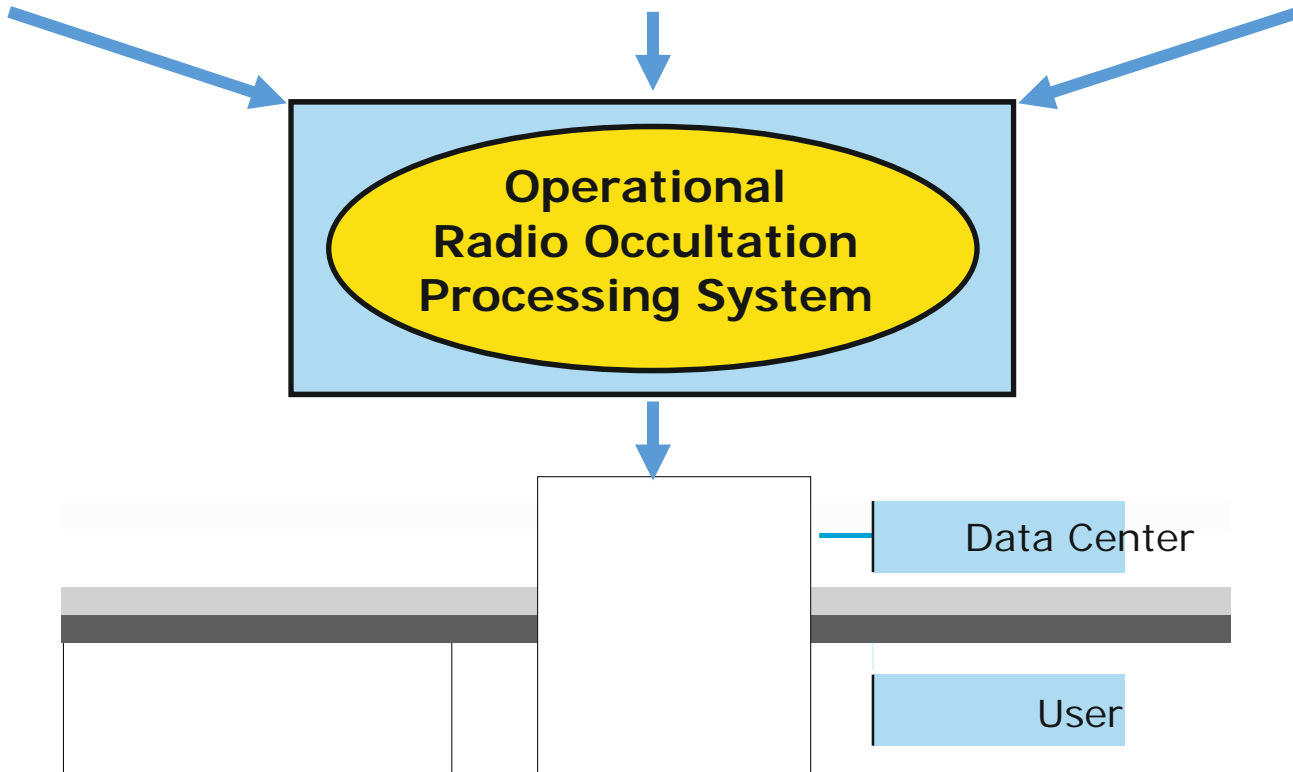 Operational
Radio Occultation
Processing System
Data Center
User